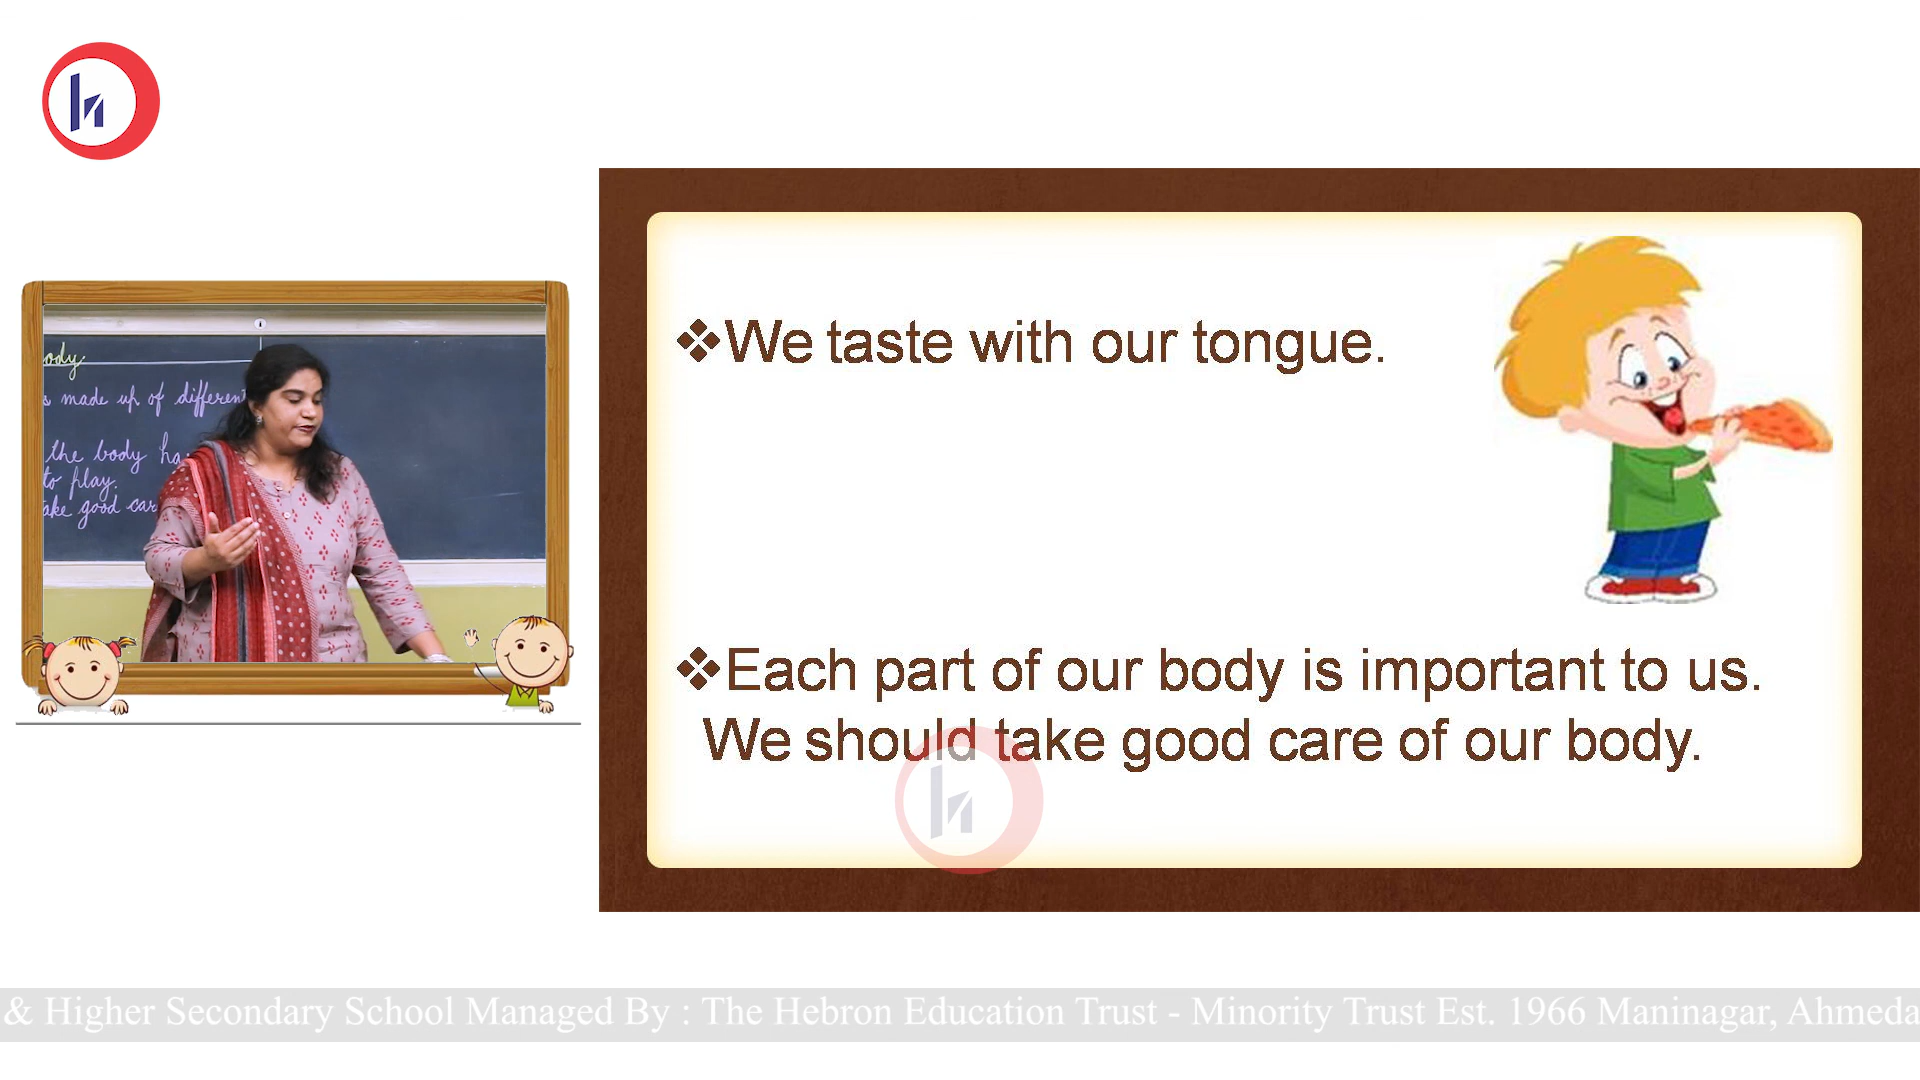 ody:
made up of different
the body ha
to play.
ake good car
❖We taste with our tongue.
❖Each part of our body is important to us.
We should take good care of our body.
& Higher Secondary School Managed By : The Hebron Education Trust - Minority Trust Est. 1966 Maninagar, Ahmeda